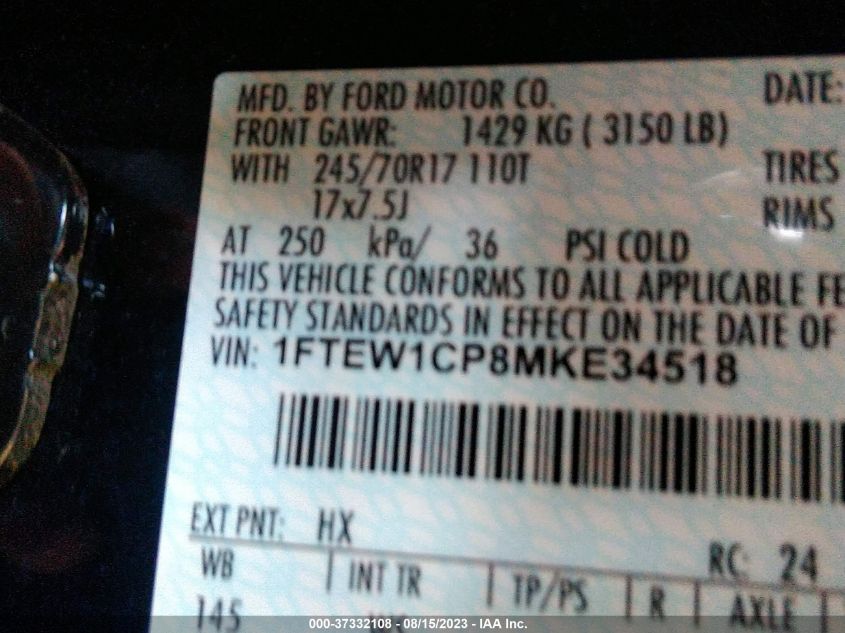 MFD. BY FORD MOTOR CO. DATE:
FRONT GAWR: 1429 KG ( 3150 LB)
WITH 245/70R17 110T TIRES
17x7.5J RIMS
AT 250 kPa/ 36 PSI COLD
THIS VEHICLE CONFORMS TO ALL APPLICABLE FE
SAFETY STANDARDS IN EFFECT ON THE DATE OF
VIN: 1FTEW1CP8MKE34518
EXT PNT: HX RC: 24
WB INT TR TP/PS R AXLE
145
000-37332108 - 08/15/2023 - IAA Inc.